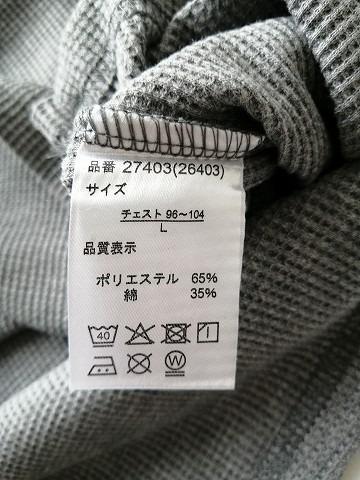 品番 27403(26403)
サイズ
チェスト 96~104
L
品質表示
ポリエステル 65%
綿 35%
40
W